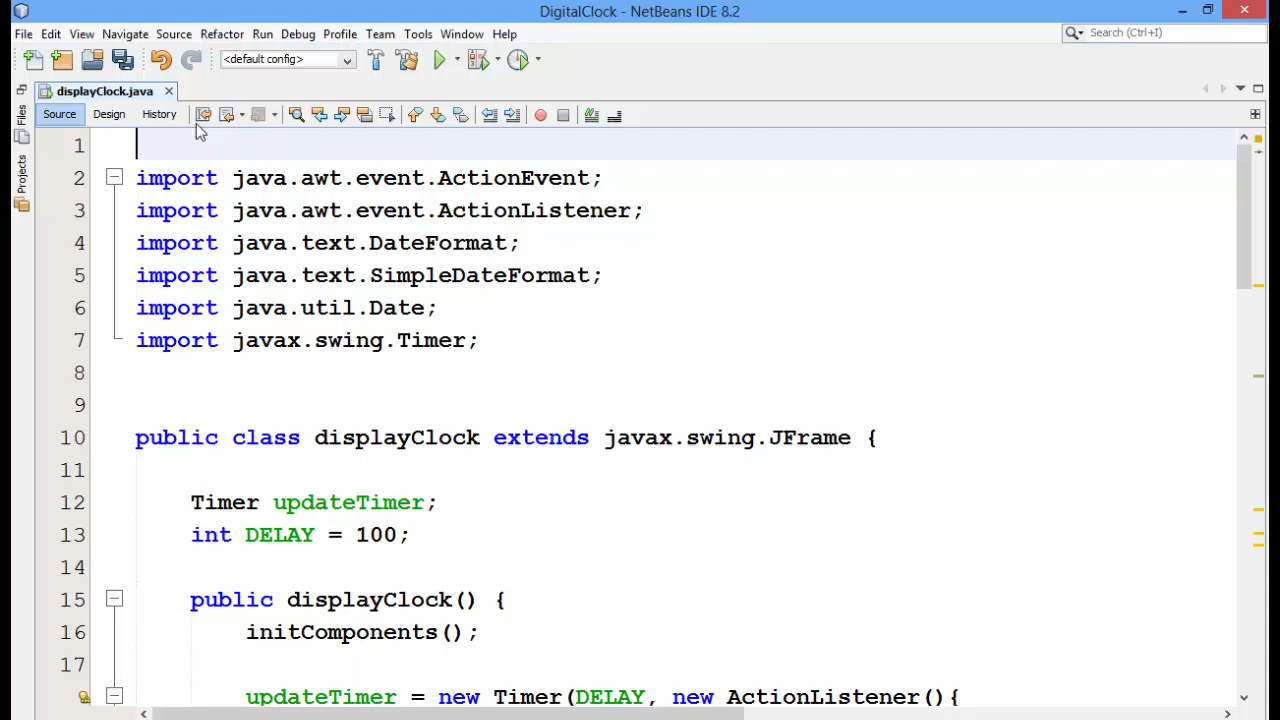 DigitalClock - NetBeans IDE 8.2
File Edit View Navigate Source Refactor Run Debug Profile Team Tools Window Help
Search (Ctrl+I)
<default config>
displayClock.java
Source Design History
Files
Projects
1
2 import java.awt.event.ActionEvent;
3 import java.awt.event.ActionListener;
4 import java.text.DateFormat;
5 import java.text.SimpleDateFormat;
6 import java.util.Date;
7 import javax.swing.Timer;
8
9
10 public class displayClock extends javax.swing.JFrame {
11
12 Timer updateTimer;
13 int DELAY = 100;
14
15 public displayClock() {
16 initComponents();
17
updateTimer = new Timer(DELAY, new ActionListener(){